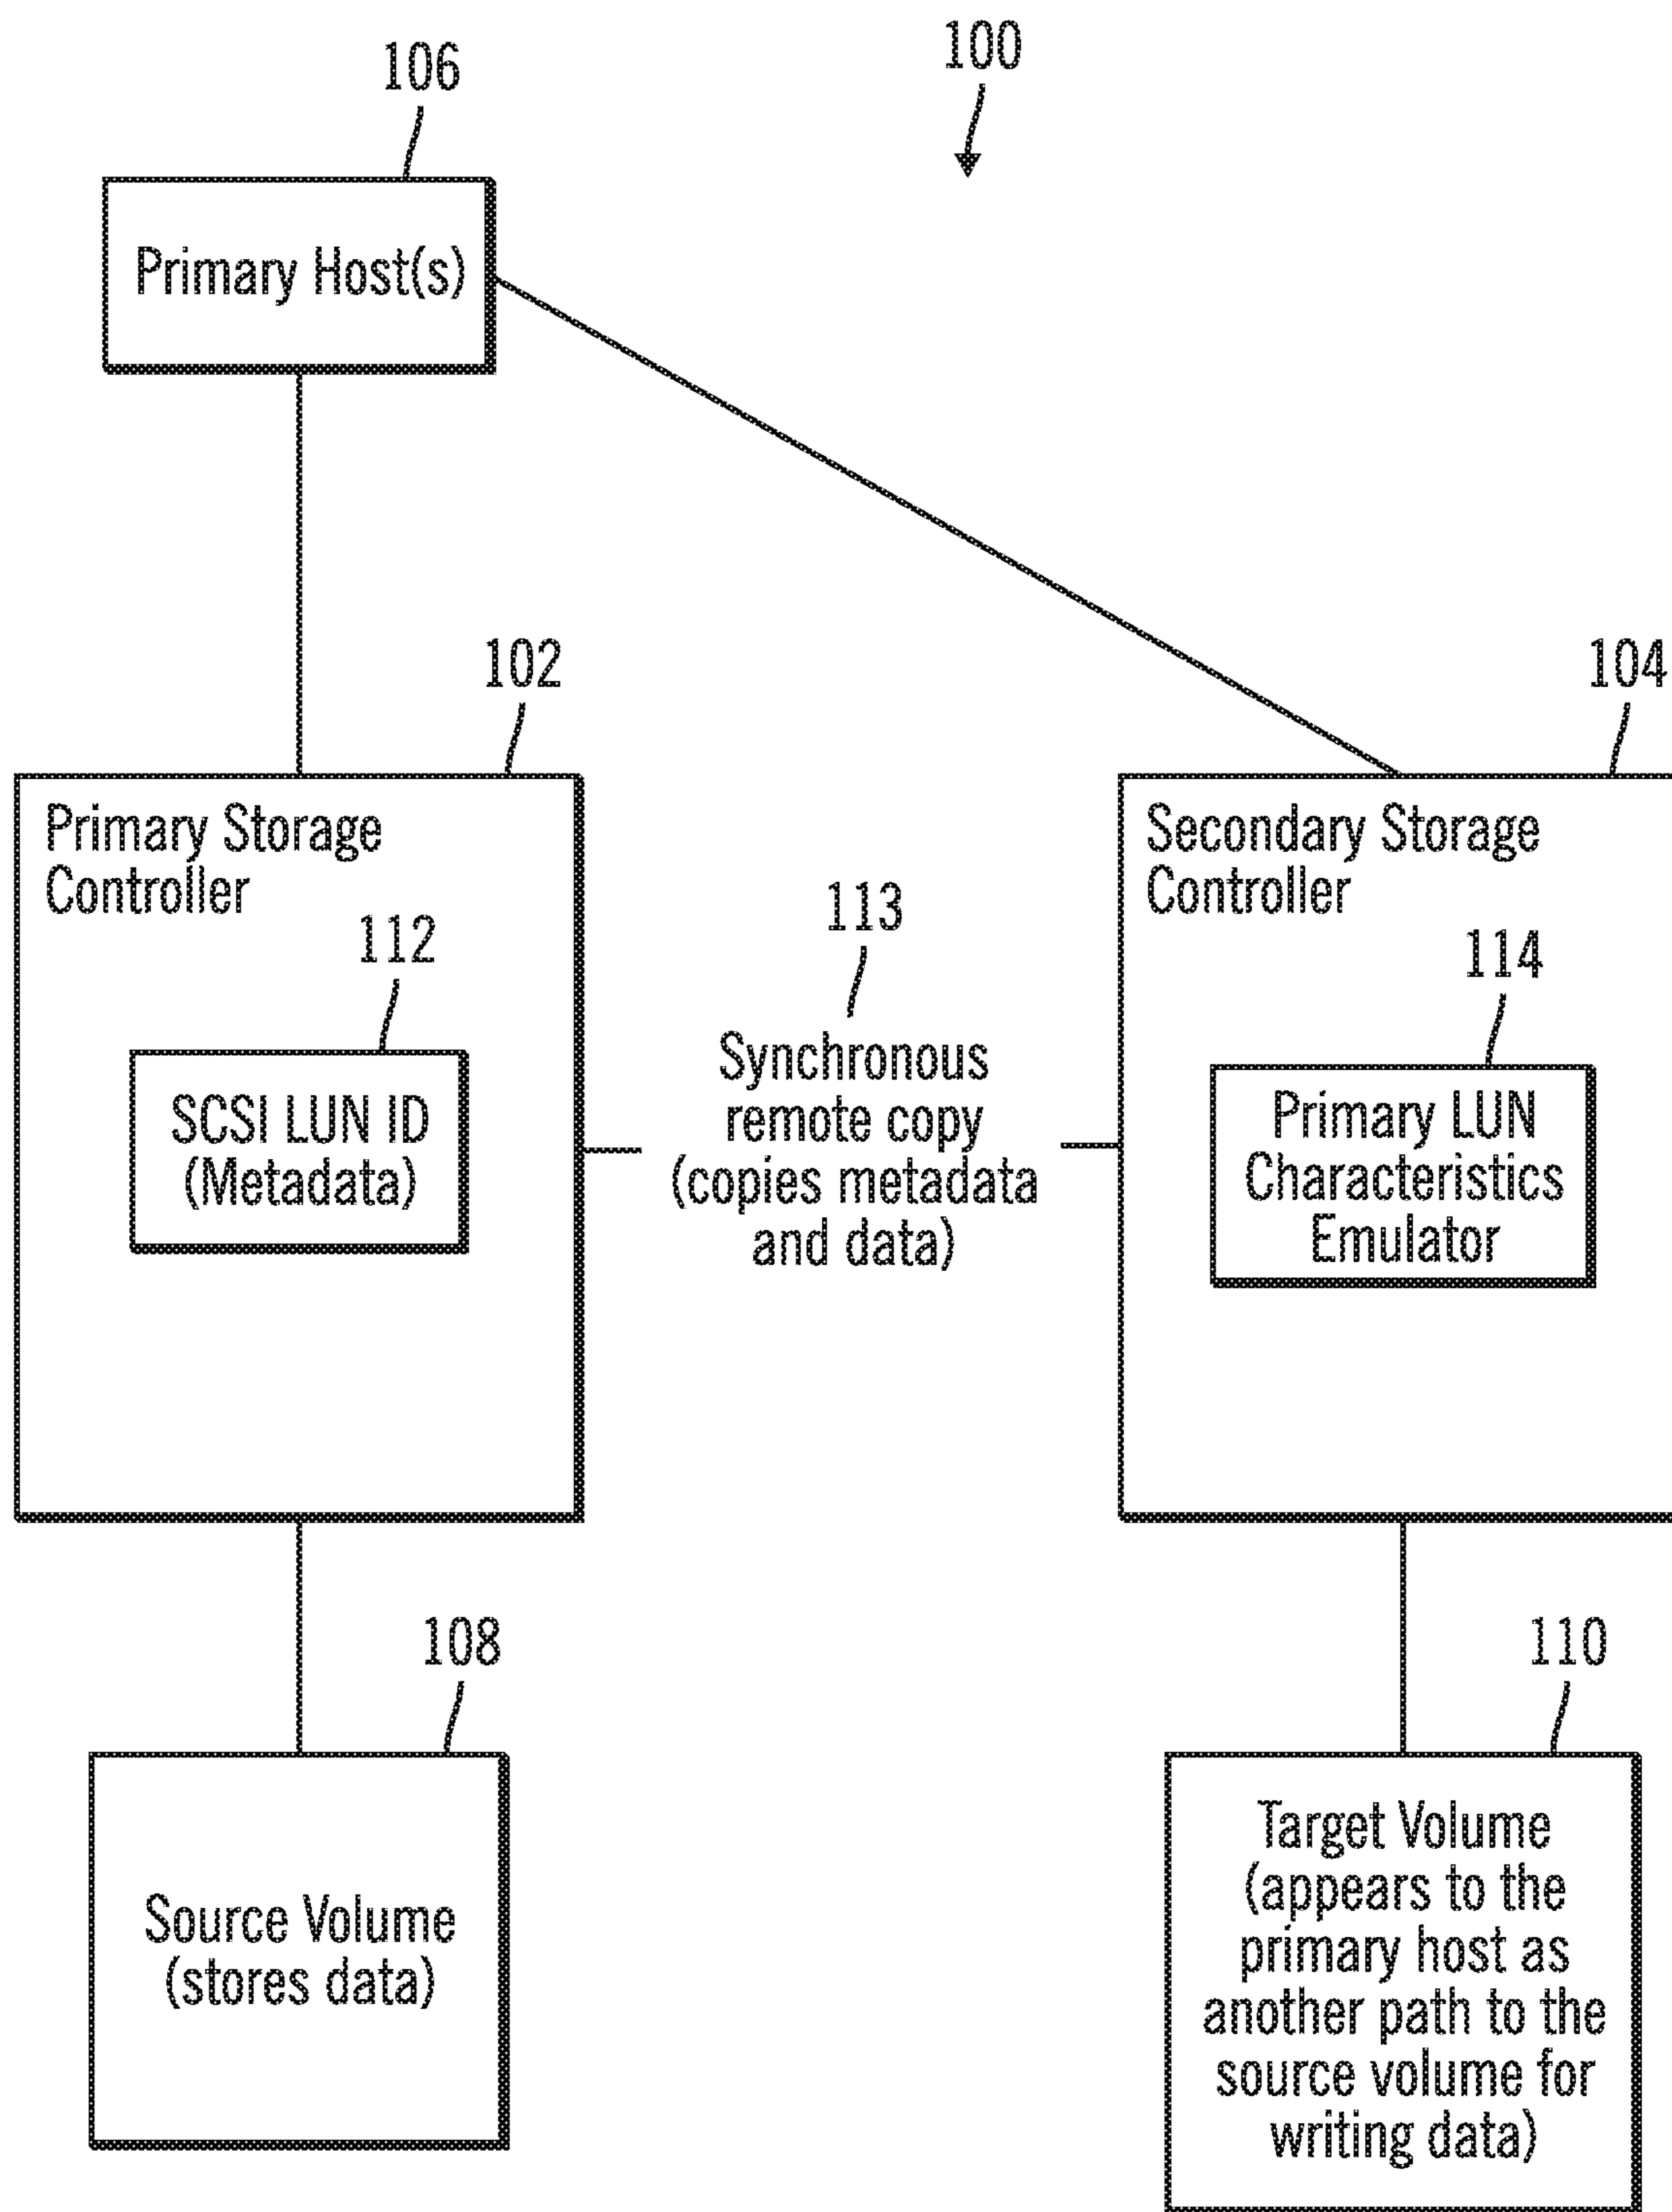 100
106
Primary Host(s)
102
104
Primary Storage
Controller
112
SCSI LUN ID
(Metadata)
113
Synchronous
remote copy
(copies metadata
and data)
Secondary Storage
Controller
114
Primary LUN
Characteristics
Emulator
108
Source Volume
(stores data)
110
Target Volume
(appears to the
primary host as
another path to the
source volume for
writing data)